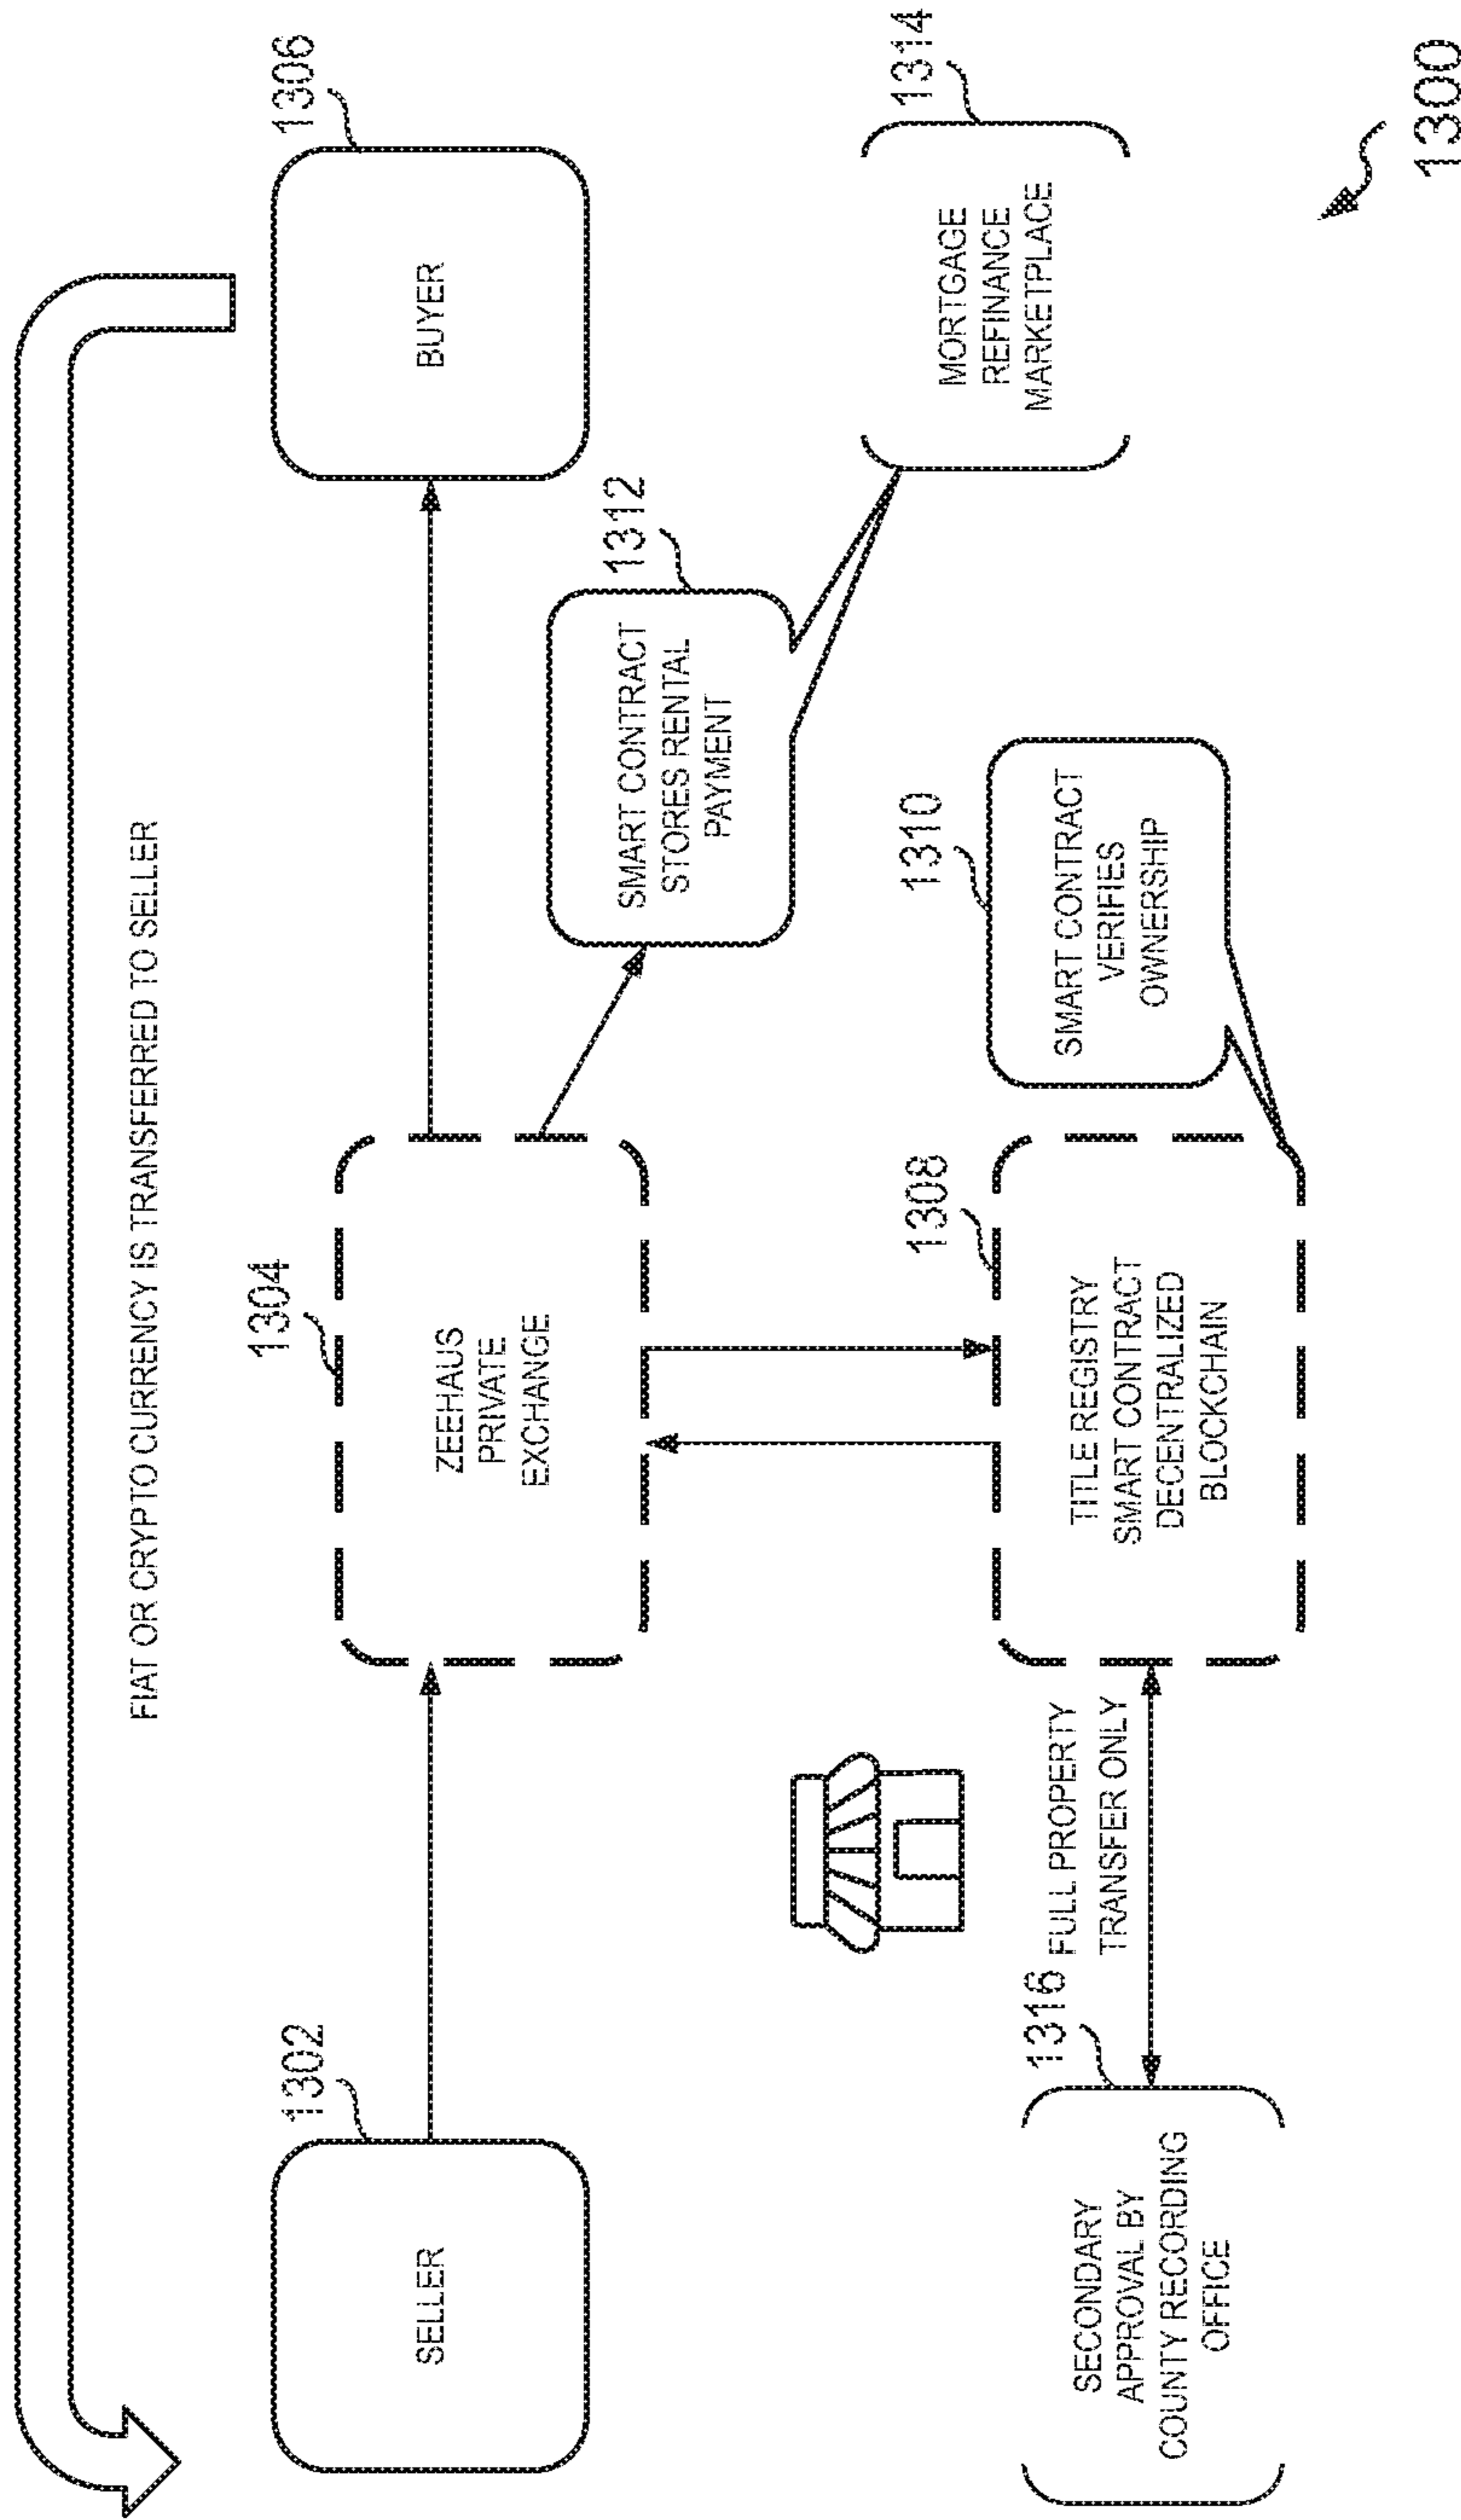 FIAT OR CRYPTO CURRENCY IS TRANSFERRED TO SELLER
1302
SELLER
1304
ZEEHAUS
PRIVATE
EXCHANGE
1306
BUYER
1312
SMART CONTRACT
STORES RENTAL
PAYMENT
1314
MORTGAGE
REFINANCE
MARKETPLACE
1310
SMART CONTRACT
VERIFIES
OWNERSHIP
1308
TITLE REGISTRY
SMART CONTRACT
DECENTRALIZED
BLOCKCHAIN
FULL PROPERTY
TRANSFER ONLY
1316
SECONDARY
APPROVAL BY
COUNTY RECORDING
OFFICE
1300